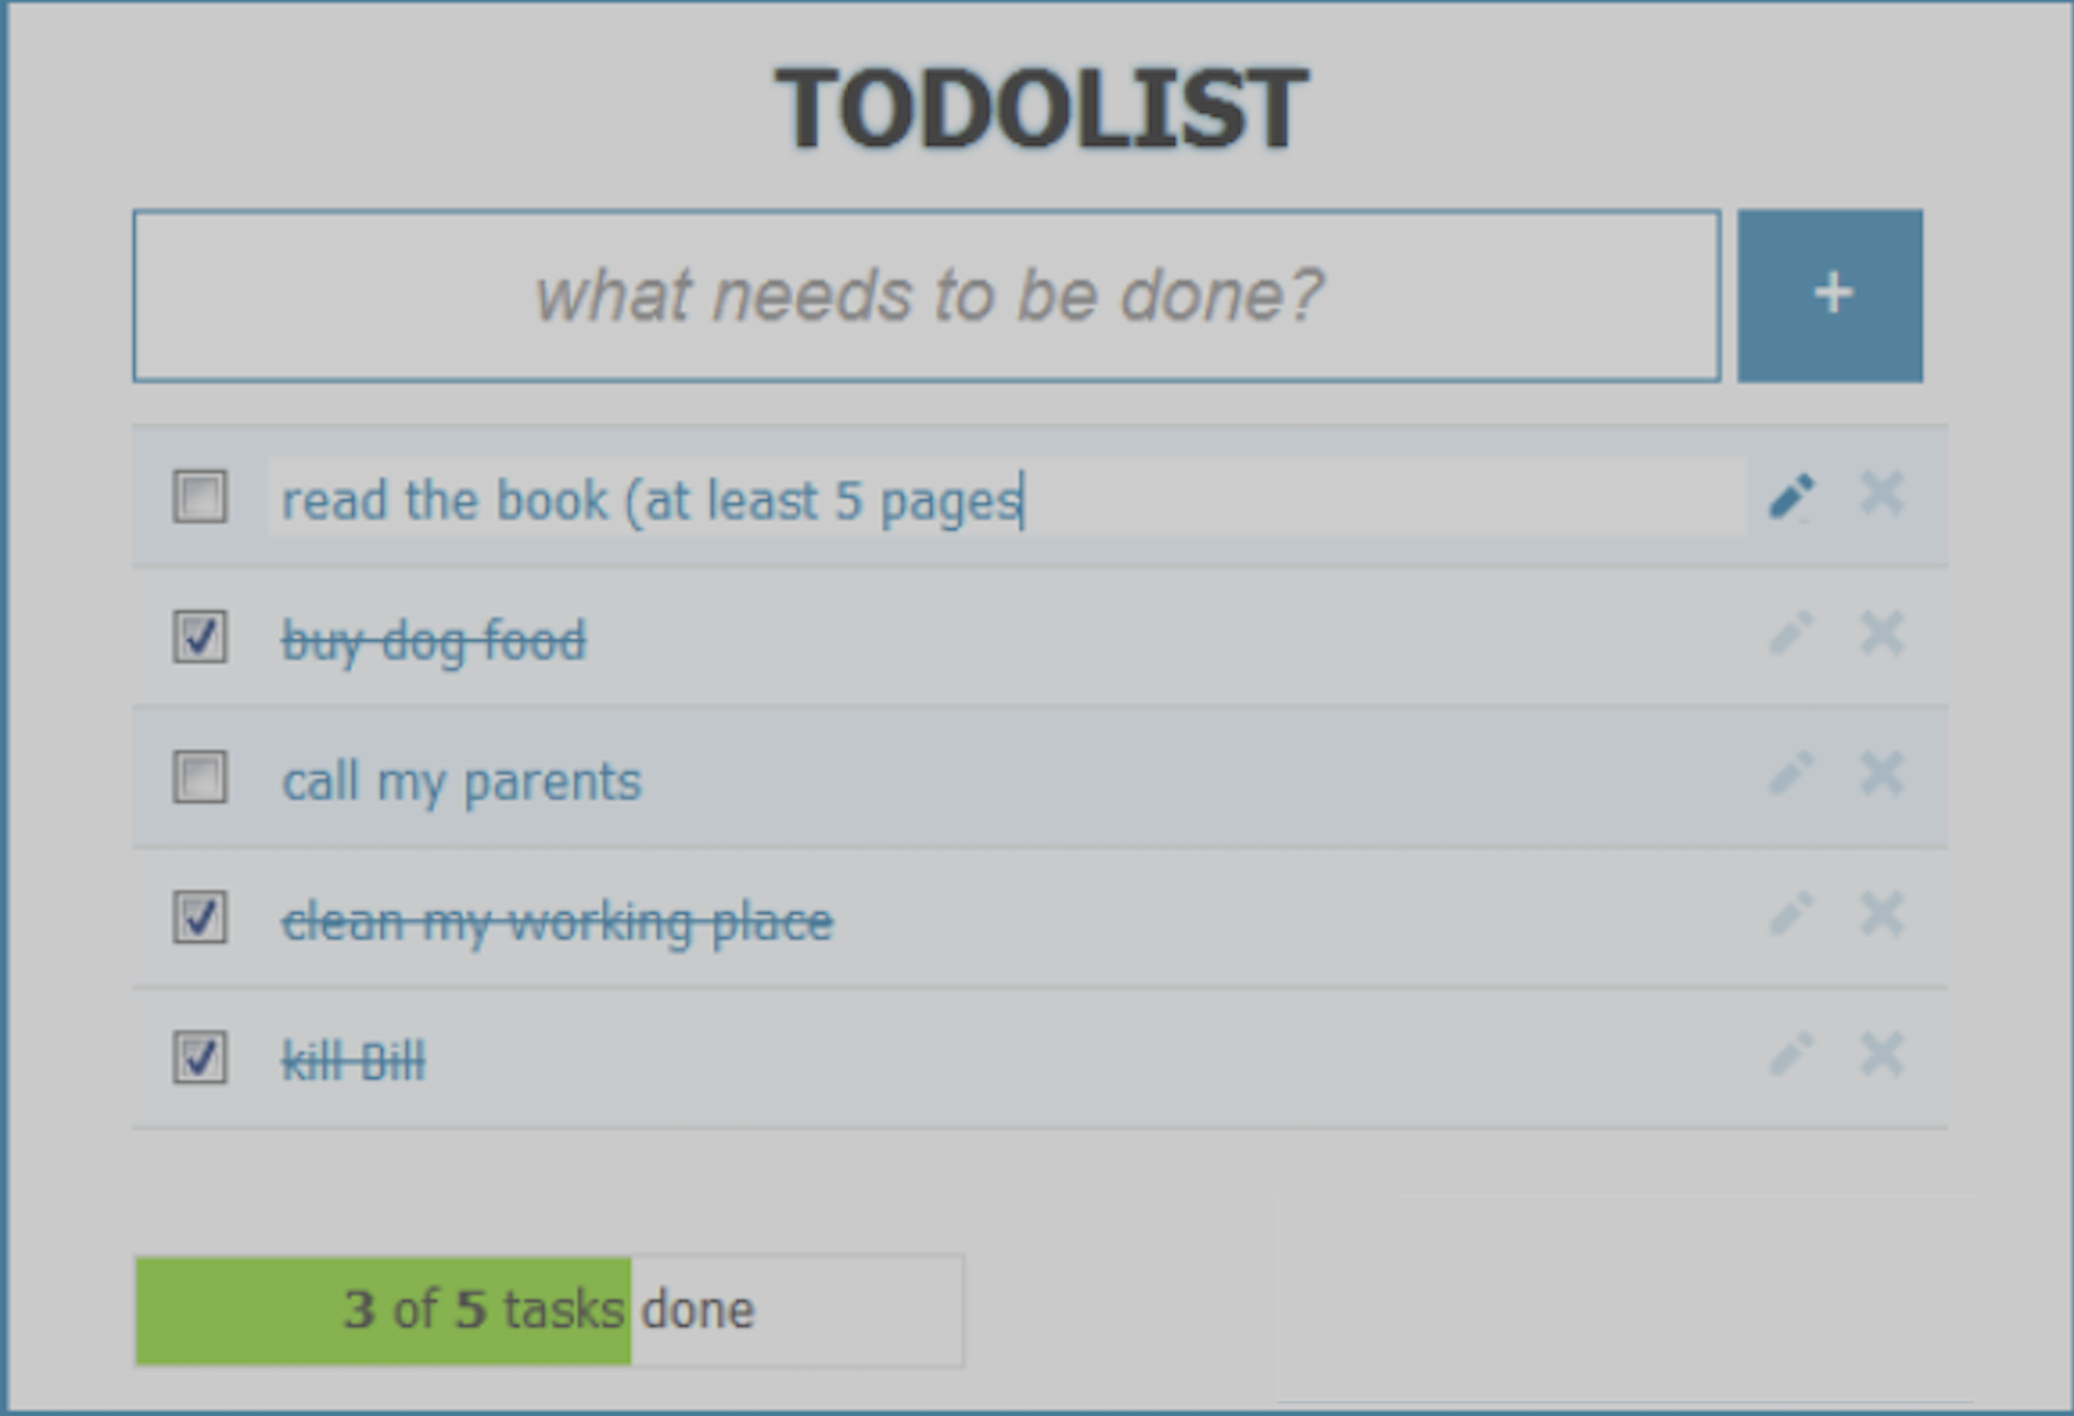 TODOLIST
what needs to be done?
+
read the book (at least 5 pages
buy dog food
call my parents
clean my working place
kill Bill
3 of 5 tasks done